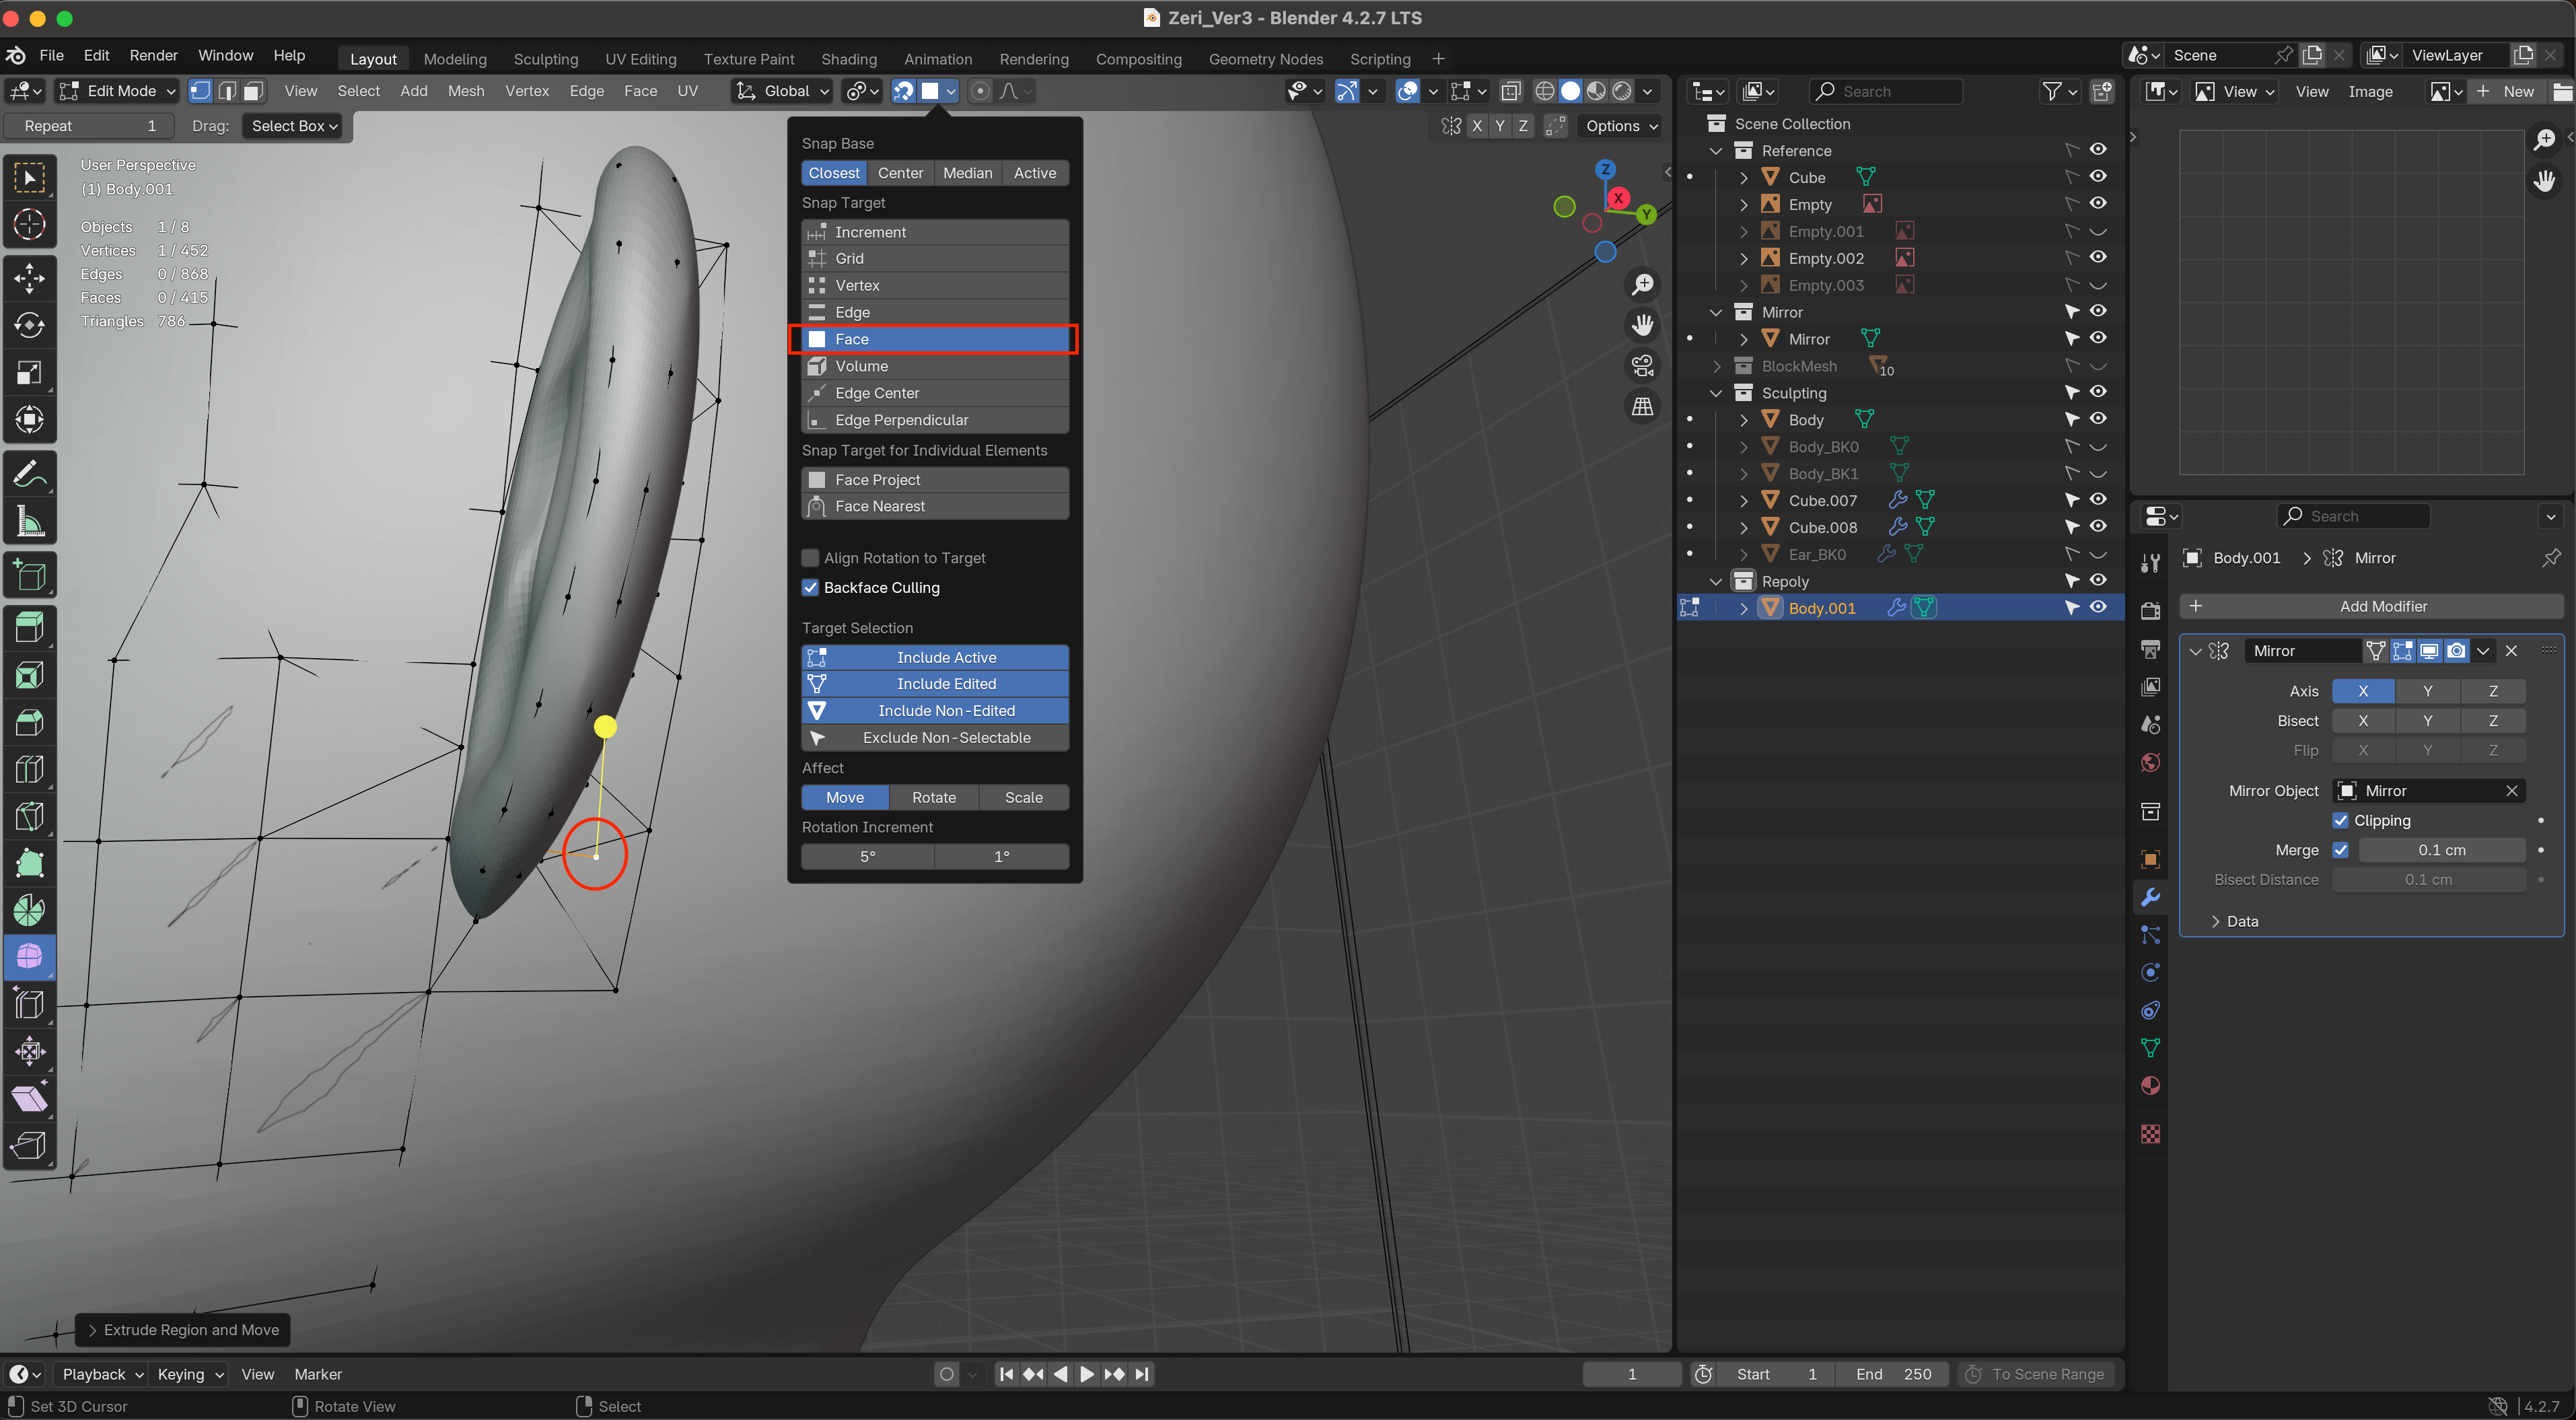 Zeri_Ver3 - Blender 4.2.7 LTS
File Edit Render Window Help Layout Modeling Sculpting UV Editing Texture Paint Shading Animation Rendering Compositing Geometry Nodes Scripting + Scene ViewLayer
Edit Mode View Select Add Mesh Vertex Edge Face UV Global Search View View Image + New
Repeat 1 Drag: Select Box X Y Z Options
User Perspective
(1) Body.001
Objects 1 / 8
Vertices 1 / 452
Edges 0 / 868
Faces 0 / 415
Triangles 786
Snap Base
Closest Center Median Active
Snap Target
Increment
Grid
Vertex
Edge
Face
Volume
Edge Center
Edge Perpendicular
Snap Target for Individual Elements
Face Project
Face Nearest
Align Rotation to Target
Backface Culling
Target Selection
Include Active
Include Edited
Include Non-Edited
Exclude Non-Selectable
Affect
Move Rotate Scale
Rotation Increment
5° 1°
Z
X
Y
Scene Collection
Reference
Cube
Empty
Empty.001
Empty.002
Empty.003
Mirror
Mirror
BlockMesh 10
Sculpting
Body
Body_BK0
Body_BK1
Cube.007
Cube.008
Ear_BK0
Repoly
Body.001
Search
Body.001 > Mirror
+ Add Modifier
Mirror
Axis X Y Z
Bisect X Y Z
Flip X Y Z
Mirror Object Mirror
Clipping
Merge 0.1 cm
Bisect Distance 0.1 cm
Data
Extrude Region and Move
Playback Keying View Marker 1 Start 1 End 250 To Scene Range
Set 3D Cursor Rotate View Select 4.2.7